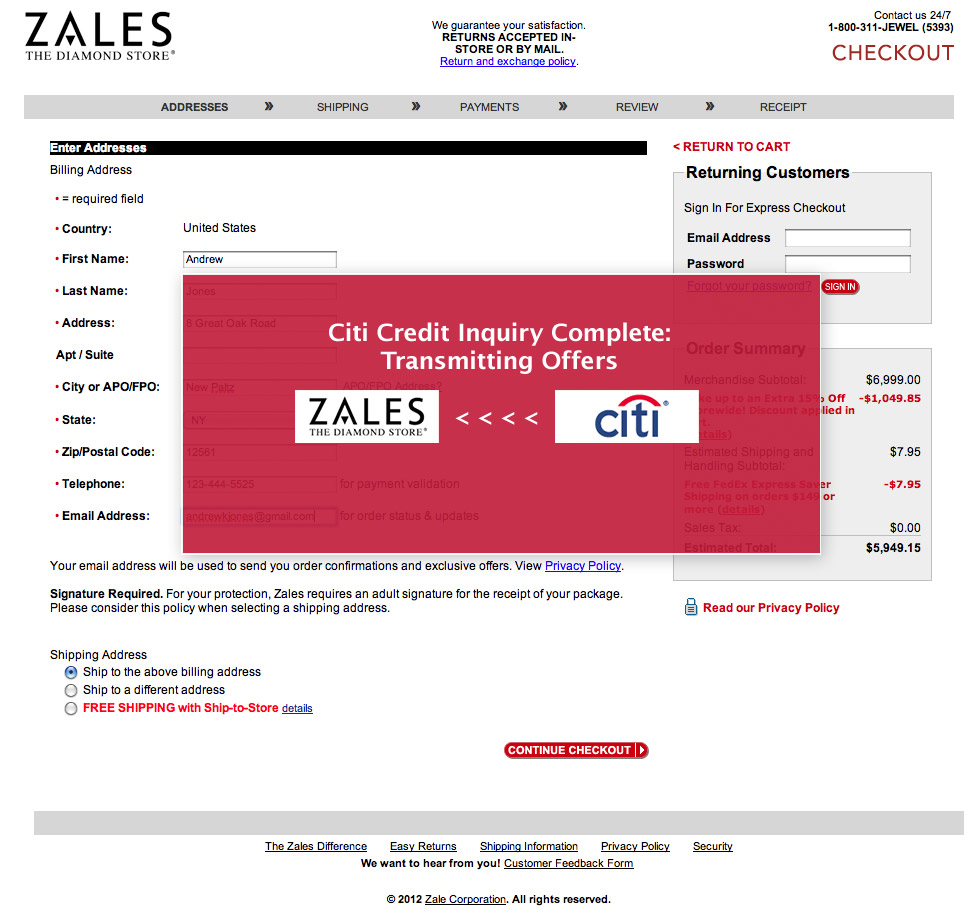 ZALES
THE DIAMOND STORE®
We guarantee your satisfaction.
RETURNS ACCEPTED IN-
STORE OR BY MAIL.
Return and exchange policy.
Contact us 24/7
1-800-311-JEWEL (5393)
CHECKOUT
ADDRESSES » SHIPPING » PAYMENTS » REVIEW » RECEIPT
Enter Addresses
Billing Address
• = required field
• Country: United States
• First Name: Andrew
• Last Name: Jones
• Address: 8 Great Oak Road
Apt / Suite
• City or APO/FPO: New Paltz APO/FPO Address?
• State: NY
• Zip/Postal Code: 12561
• Telephone: 123-444-5525 for payment validation
• Email Address: andrewkjones@gmail.com for order status & updates
Citi Credit Inquiry Complete:
Transmitting Offers
ZALES
THE DIAMOND STORE®
< < < <
citi®
Your email address will be used to send you order confirmations and exclusive offers. View Privacy Policy.
Signature Required. For your protection, Zales requires an adult signature for the receipt of your package.
Please consider this policy when selecting a shipping address.
Shipping Address
Ship to the above billing address
Ship to a different address
FREE SHIPPING with Ship-to-Store details
CONTINUE CHECKOUT
< RETURN TO CART
Returning Customers
Sign In For Express Checkout
Email Address
Password
Forgot your password? SIGN IN
Order Summary
Merchandise Subtotal: $6,999.00
up to an Extra 15% Off -$1,049.85
Discount applied in
Estimated Shipping and $7.95
Handling Subtotal:
Free FedEx Express Saver -$7.95
Shipping on orders $149 or
more (details)
Sales Tax: $0.00
Estimated Total: $5,949.15
Read our Privacy Policy
The Zales Difference Easy Returns Shipping Information Privacy Policy Security
We want to hear from you! Customer Feedback Form
© 2012 Zale Corporation. All rights reserved.